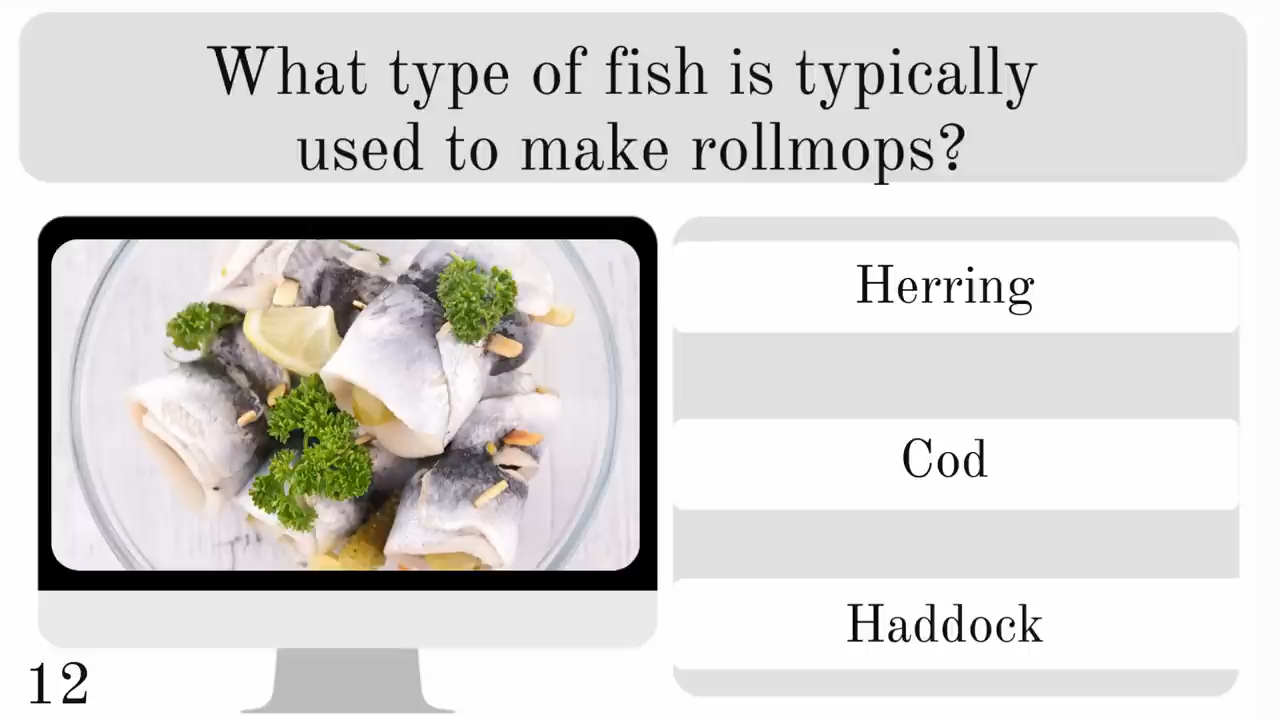 What type of fish is typically
used to make rollmops?
Herring
Cod
Haddock
12